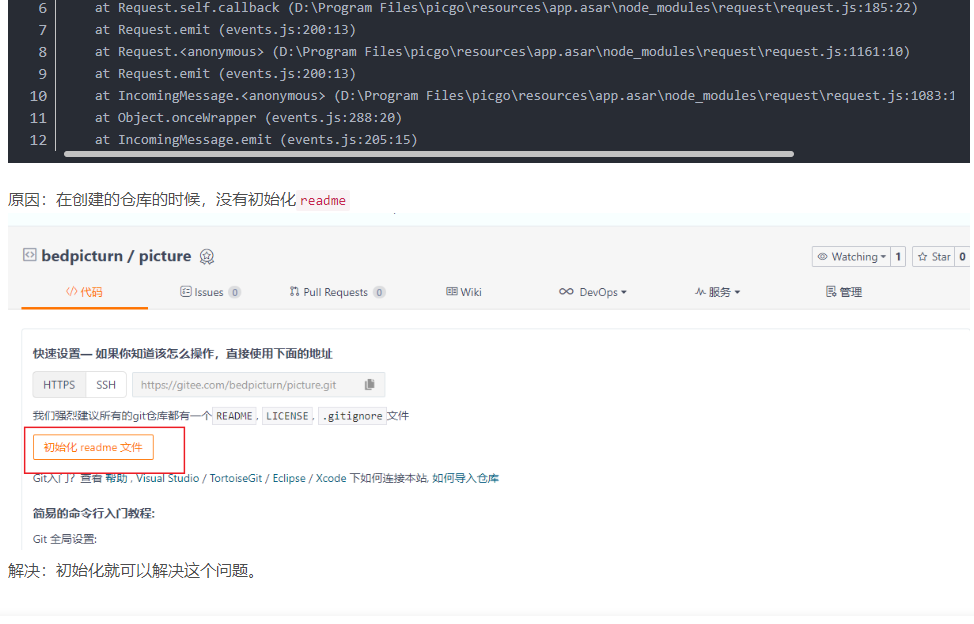 6 at Request.self.callback (D:\Program Files\picgo\resources\app.asar\node_modules\request\request.js:185:22)
7 at Request.emit (events.js:200:13)
8 at Request.<anonymous> (D:\Program Files\picgo\resources\app.asar\node_modules\request\request.js:1161:10)
9 at Request.emit (events.js:200:13)
10 at IncomingMessage.<anonymous> (D:\Program Files\picgo\resources\app.asar\node_modules\request\request.js:1083:1
11 at Object.onceWrapper (events.js:288:20)
12 at IncomingMessage.emit (events.js:205:15)
原因：在创建的仓库的时候，没有初始化 readme
bedpicturn / picture Watching 1 Star 0
代码 Issues 0 Pull Requests 0 Wiki DevOps 服务 管理
快速设置— 如果你知道该怎么操作，直接使用下面的地址
HTTPS SSH https://gitee.com/bedpicturn/picture.git
我们强烈建议所有的git仓库都有一个 README , LICENSE , .gitignore 文件
初始化 readme 文件
Git入门？查看 帮助 , Visual Studio / TortoiseGit / Eclipse / Xcode 下如何连接本站, 如何导入仓库
简易的命令行入门教程:
Git 全局设置:
解决：初始化就可以解决这个问题。